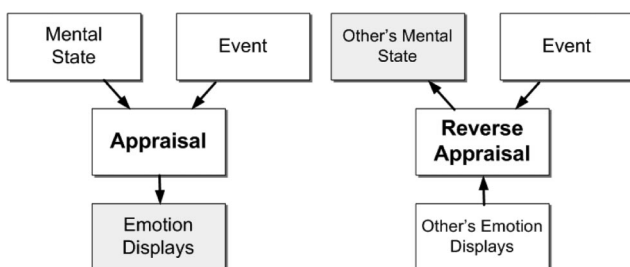 Mental
State
Event
Appraisal
Emotion
Displays
Other's Mental
State
Event
Reverse
Appraisal
Other's Emotion
Displays